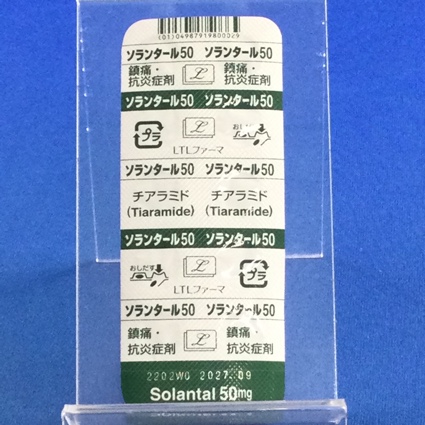 (01)04987919800029
ソランタール50 ソランタール50
鎮痛・
抗炎症剤
鎮痛・
抗炎症剤
ソランタール50 ソランタール50
プラ
おしだす
LTLファーマ
ソランタール50 ソランタール50
チアラミド チアラミド
(Tiaramide) (Tiaramide)
ソランタール50 ソランタール50
おしだす
プラ
LTLファーマ
ソランタール50 ソランタール50
鎮痛・
抗炎症剤
鎮痛・
抗炎症剤
2202W0 2027.09
Solantal 50mg